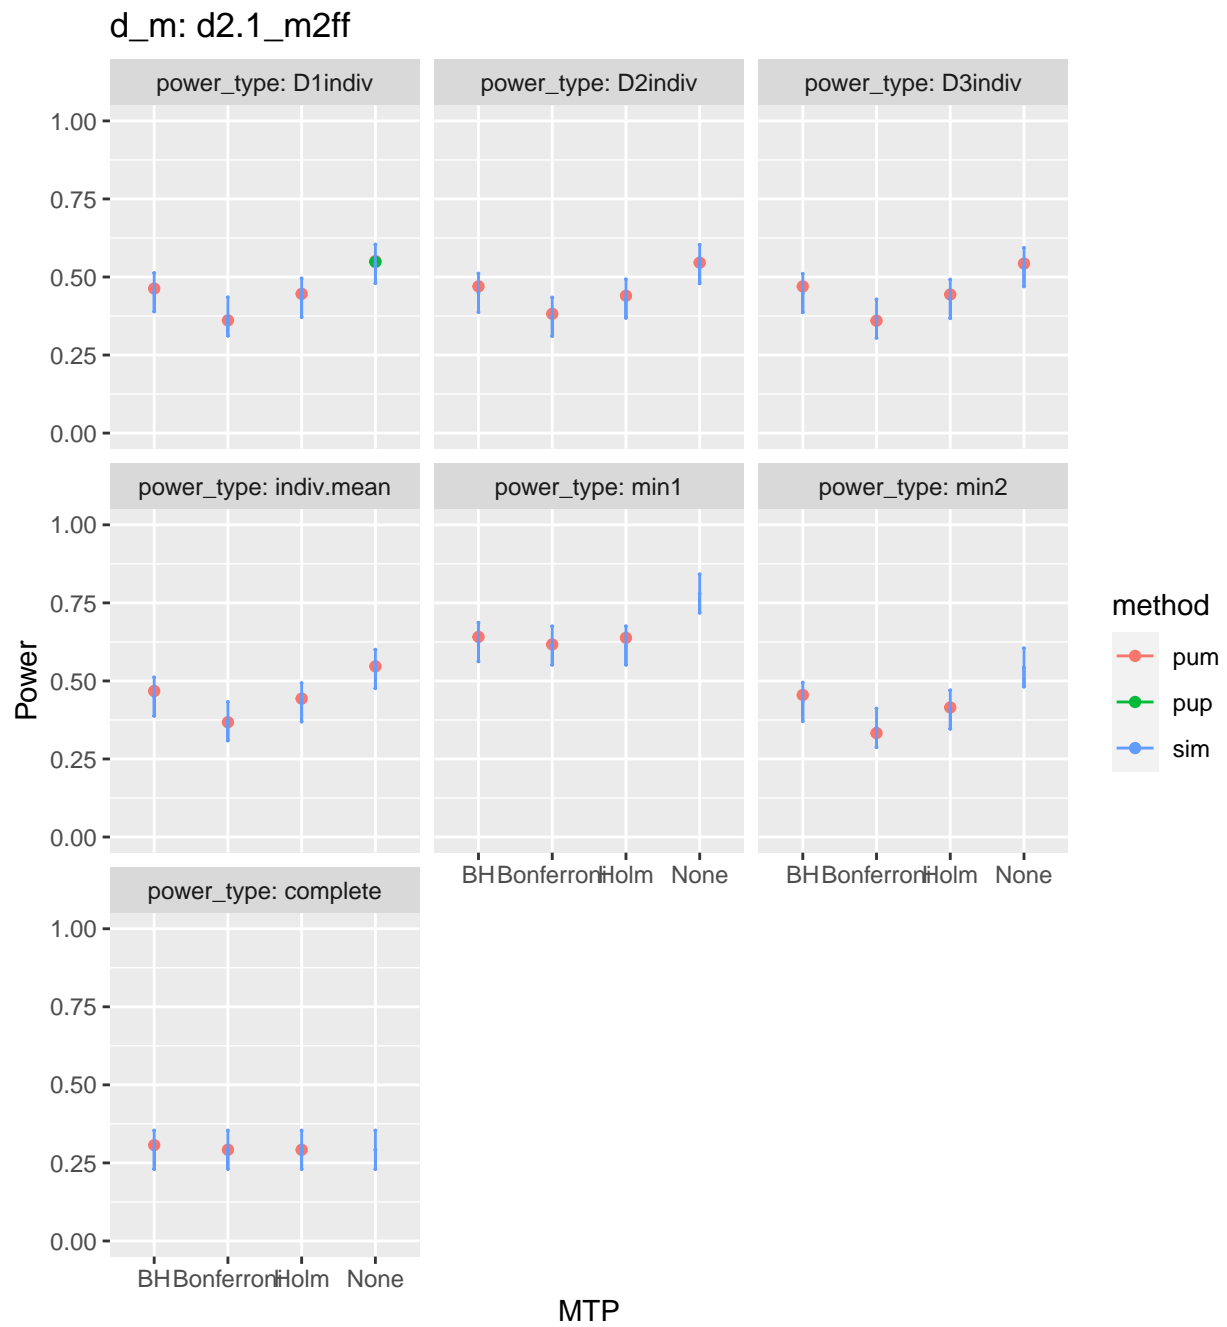 d_m: d2.1_m2ff
power_type: D1indiv
power_type: D2indiv
power_type: D3indiv
1.00
0.75
0.50
0.25
0.00
power_type: indiv.mean
power_type: min1
power_type: min2
1.00
0.75
0.50
0.25
0.00
Power
method
pum
pup
sim
BH Bonferroni Holm None
BH Bonferroni Holm None
power_type: complete
1.00
0.75
0.50
0.25
0.00
BH Bonferroni Holm None
MTP